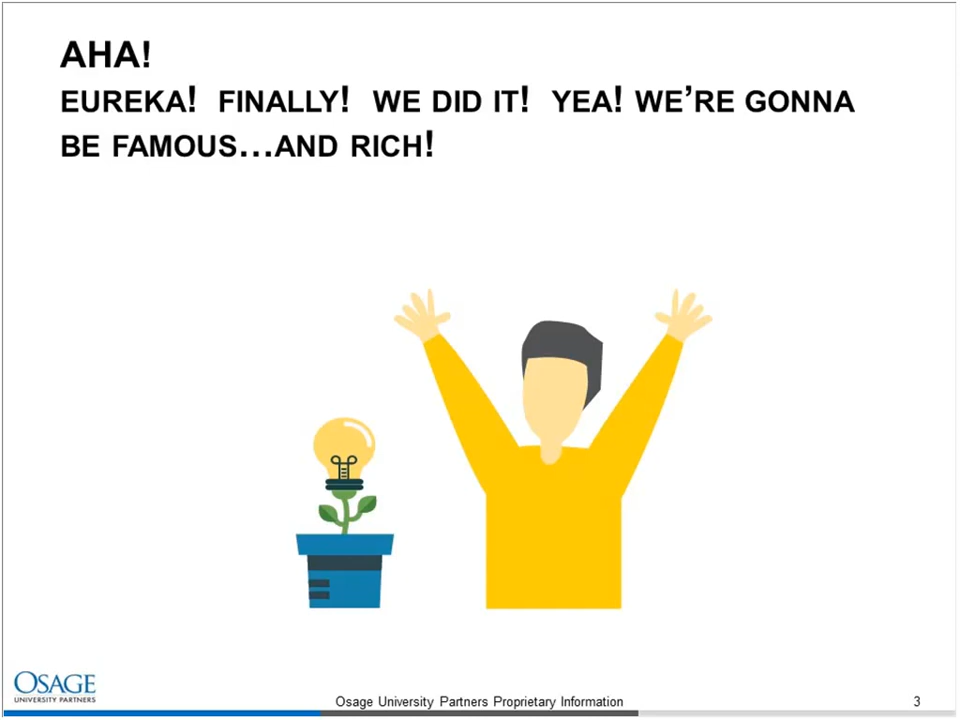 AHA!
EUREKA! FINALLY! WE DID IT! YEA! WE’RE GONNA
BE FAMOUS...AND RICH!
OSAGE
UNIVERSITY PARTNERS
Osage University Partners Proprietary Information
3